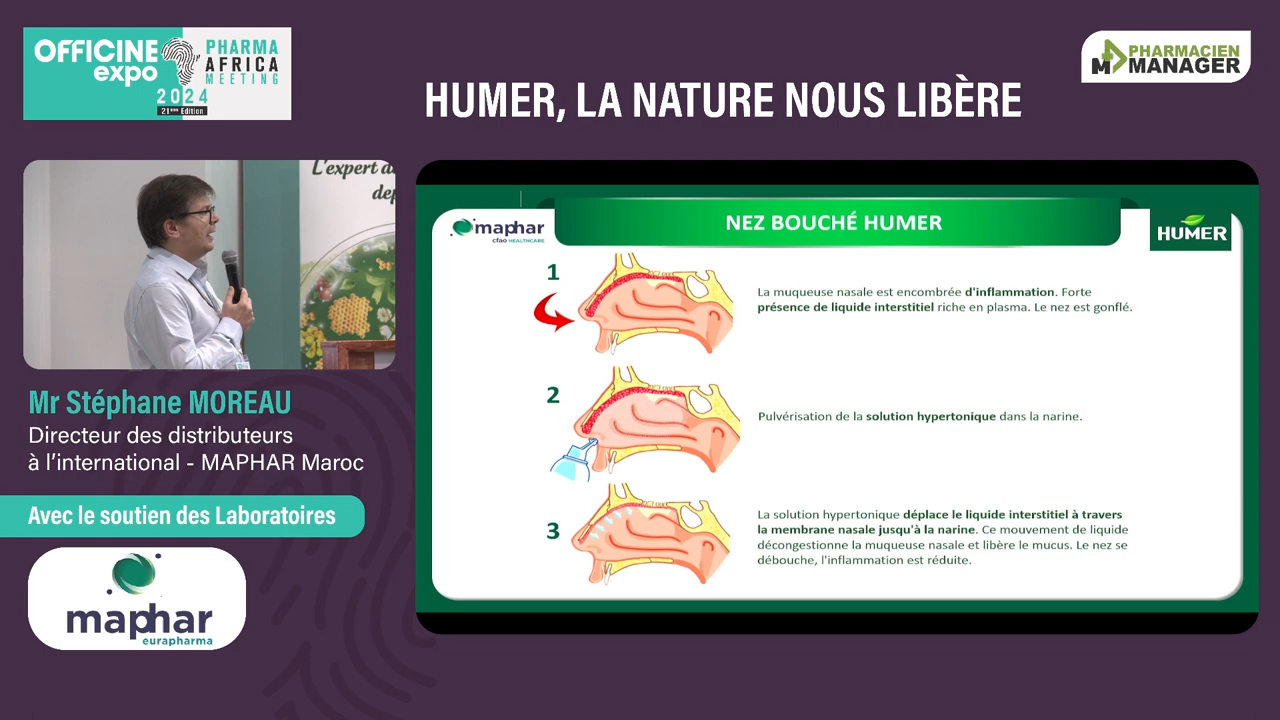 OFFICINE
expo
PHARMA
AFRICA
MEETING
2024
21ème Edition
PHARMACIEN
MANAGER
HUMER, LA NATURE NOUS LIBÈRE
L'expert
dep
Mr Stéphane MOREAU
Directeur des distributeurs
à l'international - MAPHAR Maroc
Avec le soutien des Laboratoires
maphar
eurapharma
maphar
cfao HEALTHCARE
NEZ BOUCHÉ HUMER
HUMER
1
La muqueuse nasale est encombrée d'inflammation. Forte
présence de liquide interstitiel riche en plasma. Le nez est gonflé.
2
Pulvérisation de la solution hypertonique dans la narine.
3
La solution hypertonique déplace le liquide interstitiel à travers
la membrane nasale jusqu'à la narine. Ce mouvement de liquide
décongestionne la muqueuse nasale et libère le mucus. Le nez se
débouche, l'inflammation est réduite.